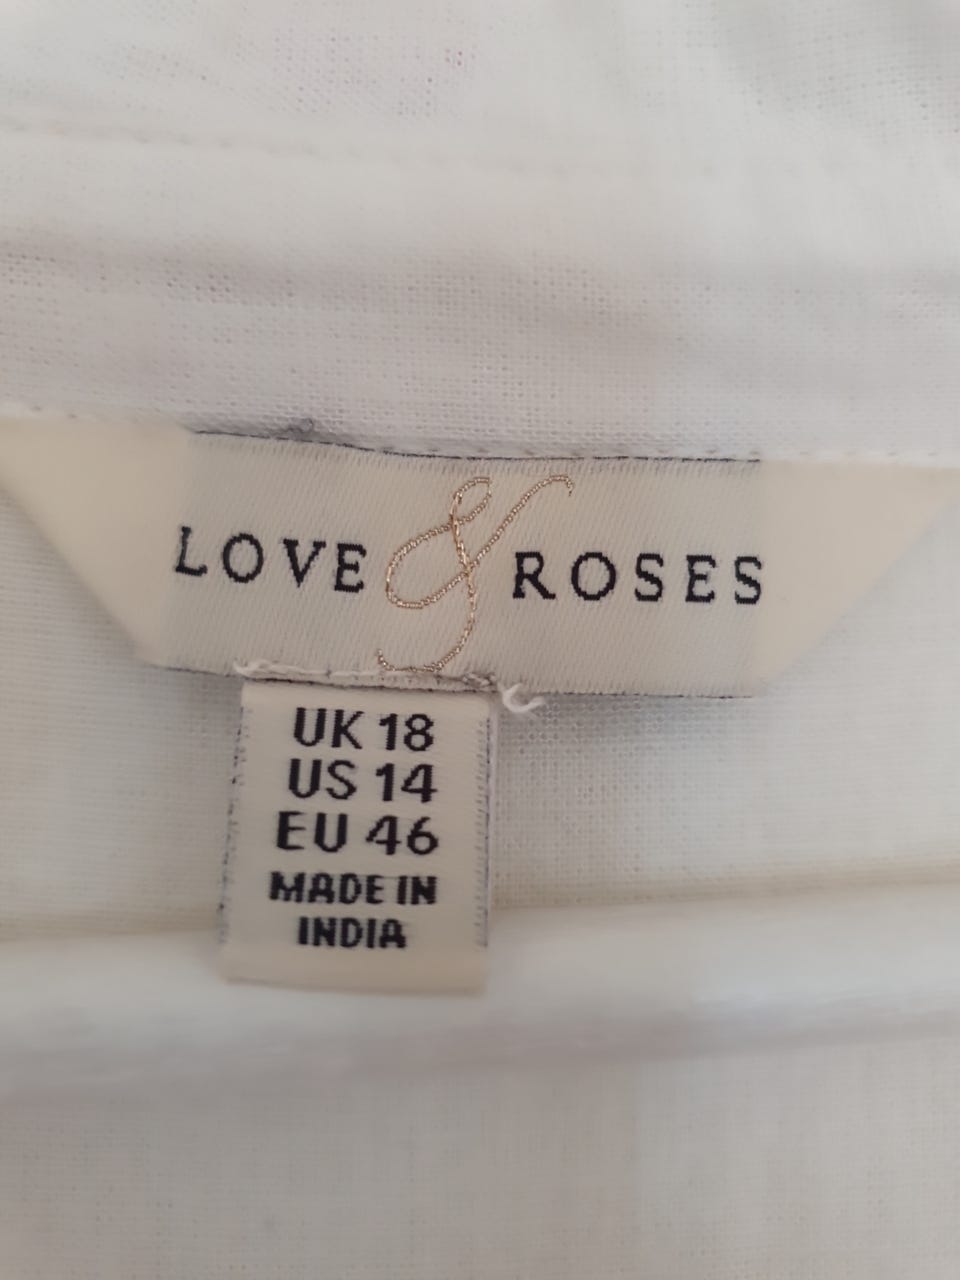 LOVE & ROSES
UK 18
US 14
EU 46
MADE IN
INDIA